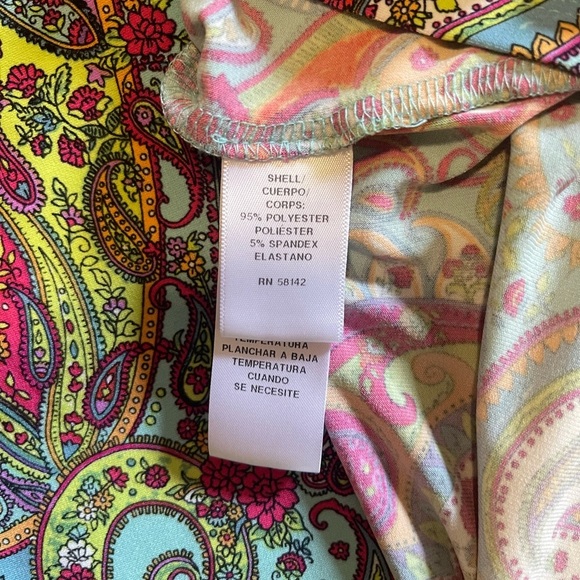 SHELL/
CUERPO/
CORPS:
95% POLYESTER
POLIÉSTER
5% SPANDEX
ELASTANO
RN 58142
TEMPERATURA
PLANCHAR A BAJA
TEMPERATURA
CUANDO
SE NECESITE